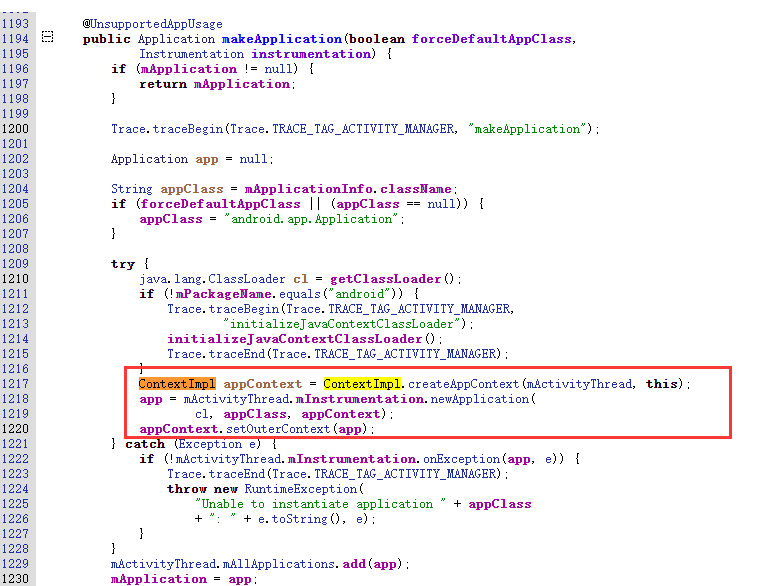 1193 @UnsupportedAppUsage
1194 public Application makeApplication(boolean forceDefaultAppClass,
1195 Instrumentation instrumentation) {
1196 if (mApplication != null) {
1197 return mApplication;
1198 }
1199
1200 Trace.traceBegin(Trace.TRACE_TAG_ACTIVITY_MANAGER, "makeApplication");
1201
1202 Application app = null;
1203
1204 String appClass = mApplicationInfo.className;
1205 if (forceDefaultAppClass || (appClass == null)) {
1206 appClass = "android.app.Application";
1207 }
1208
1209 try {
1210 java.lang.ClassLoader cl = getClassLoader();
1211 if (!mPackageName.equals("android")) {
1212 Trace.traceBegin(Trace.TRACE_TAG_ACTIVITY_MANAGER,
1213 "initializeJavaContextClassLoader");
1214 initializeJavaContextClassLoader();
1215 Trace.traceEnd(Trace.TRACE_TAG_ACTIVITY_MANAGER);
1216 }
1217 ContextImpl appContext = ContextImpl.createAppContext(mActivityThread, this);
1218 app = mActivityThread.mInstrumentation.newApplication(
1219 cl, appClass, appContext);
1220 appContext.setOuterContext(app);
1221 } catch (Exception e) {
1222 if (!mActivityThread.mInstrumentation.onException(app, e)) {
1223 Trace.traceEnd(Trace.TRACE_TAG_ACTIVITY_MANAGER);
1224 throw new RuntimeException(
1225 "Unable to instantiate application " + appClass
1226 + ": " + e.toString(), e);
1227 }
1228 }
1229 mActivityThread.mAllApplications.add(app);
1230 mApplication = app;